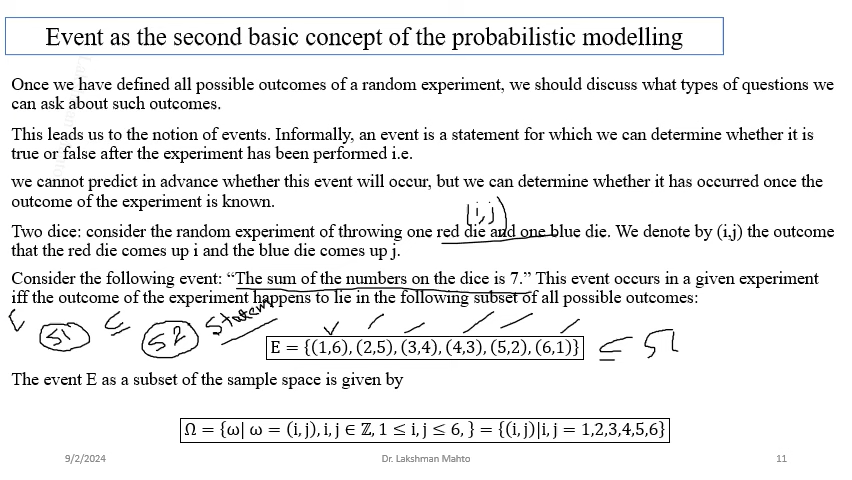 Event as the second basic concept of the probabilistic modelling
Once we have defined all possible outcomes of a random experiment, we should discuss what types of questions we
can ask about such outcomes.
This leads us to the notion of events. Informally, an event is a statement for which we can determine whether it is
true or false after the experiment has been performed i.e.
we cannot predict in advance whether this event will occur, but we can determine whether it has occurred once the
outcome of the experiment is known.
(i,j)
Two dice: consider the random experiment of throwing one red die and one blue die. We denote by (i,j) the outcome
that the red die comes up i and the blue die comes up j.
Consider the following event: “The sum of the numbers on the dice is 7.” This event occurs in a given experiment
iff the outcome of the experiment happens to lie in the following subset of all possible outcomes:
E = {(1,6), (2,5), (3,4), (4,3), (5,2), (6,1)} ⊆ Ω
The event E as a subset of the sample space is given by
Ω = {ω| ω = (i, j), i, j ∈ ℤ, 1 ≤ i, j ≤ 6, } = {(i, j)|i, j = 1,2,3,4,5,6}
9/2/2024 Dr. Lakshman Mahto 11